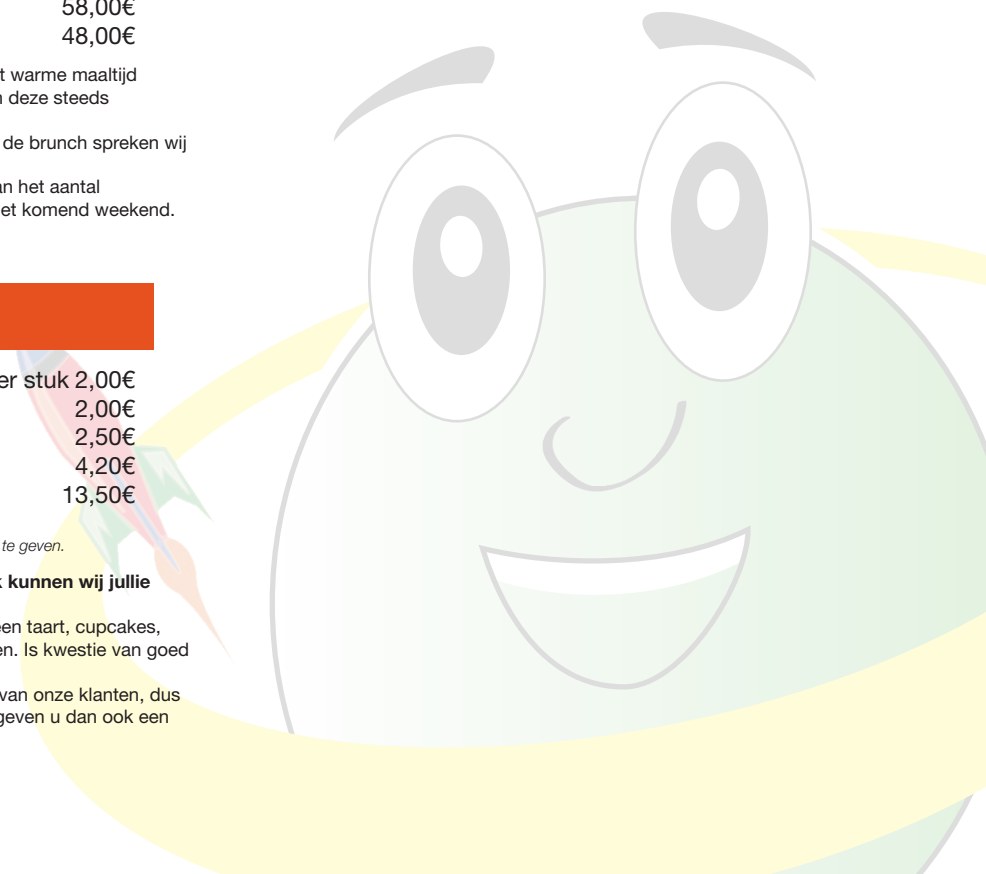 58,00€
48,00€
t warme maaltijd
n deze steeds
de brunch spreken wij
an het aantal
et komend weekend.
er stuk 2,00€
2,00€
2,50€
4,20€
13,50€
te geven.
k kunnen wij jullie
een taart, cupcakes,
en. Is kwestie van goed
van onze klanten, dus
geven u dan ook een